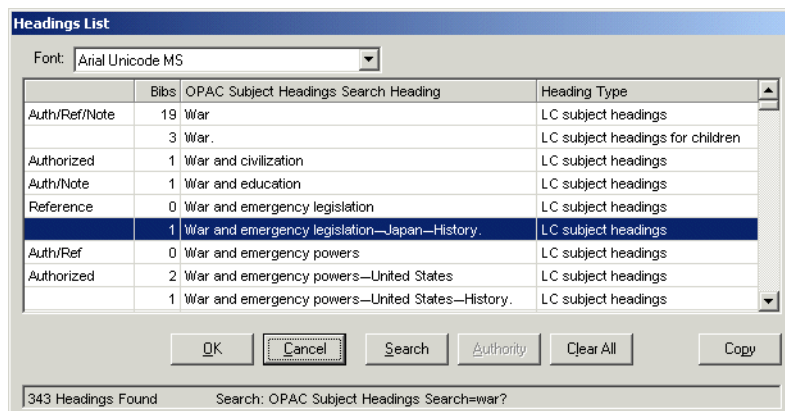 Headings List
Font: Arial Unicode MS
Bibs OPAC Subject Headings Search Heading Heading Type
Auth/Ref/Note 19 War LC subject headings
3 War. LC subject headings for children
Authorized 1 War and civilization LC subject headings
Auth/Note 1 War and education LC subject headings
Reference 0 War and emergency legislation LC subject headings
1 War and emergency legislation—Japan—History. LC subject headings
Auth/Ref 0 War and emergency powers LC subject headings
Authorized 2 War and emergency powers—United States LC subject headings
1 War and emergency powers—United States—History. LC subject headings
OK Cancel Search Authority Clear All Copy
343 Headings Found Search: OPAC Subject Headings Search=war?